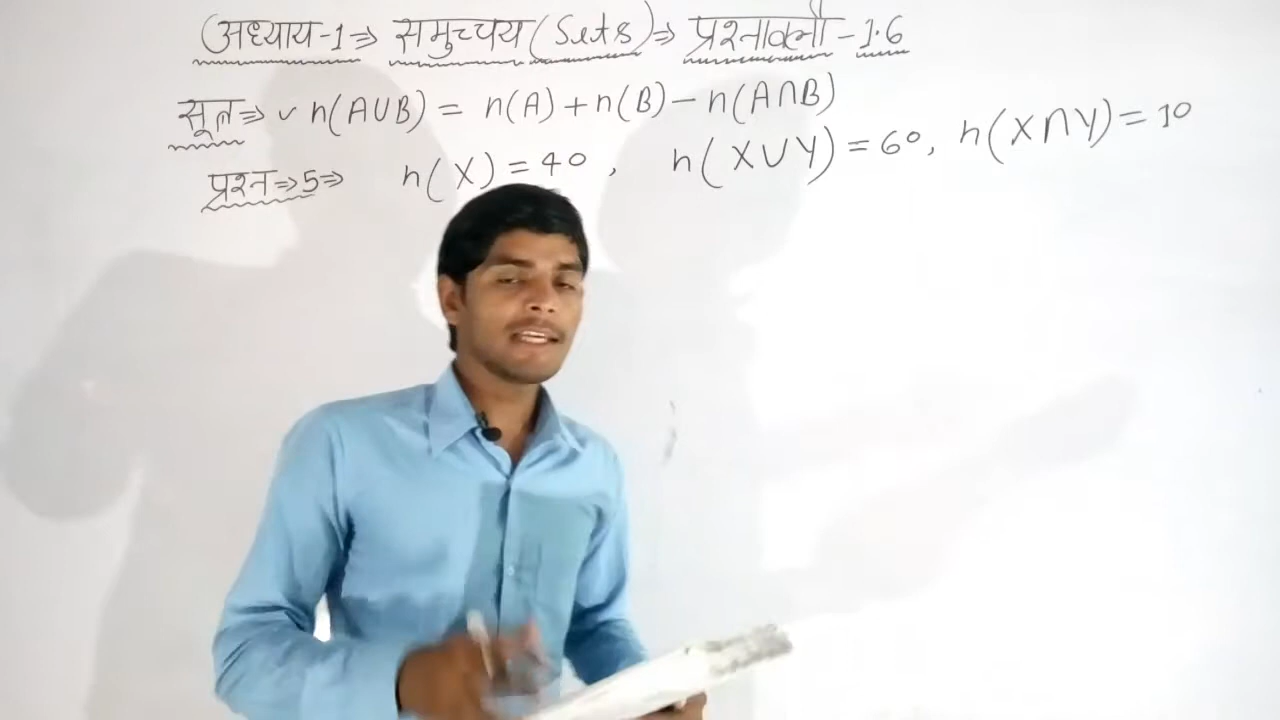 (अध्याय-1⇒ समुच्चय(Sets)⇒ प्रश्नावली-1.6
सूत्र⇒ ✓ n(A∪B) = n(A)+n(B)-n(A∩B)
प्रश्न⇒5⇒ n(X)=40, n(X∪Y)=60, n(X∩Y)=10